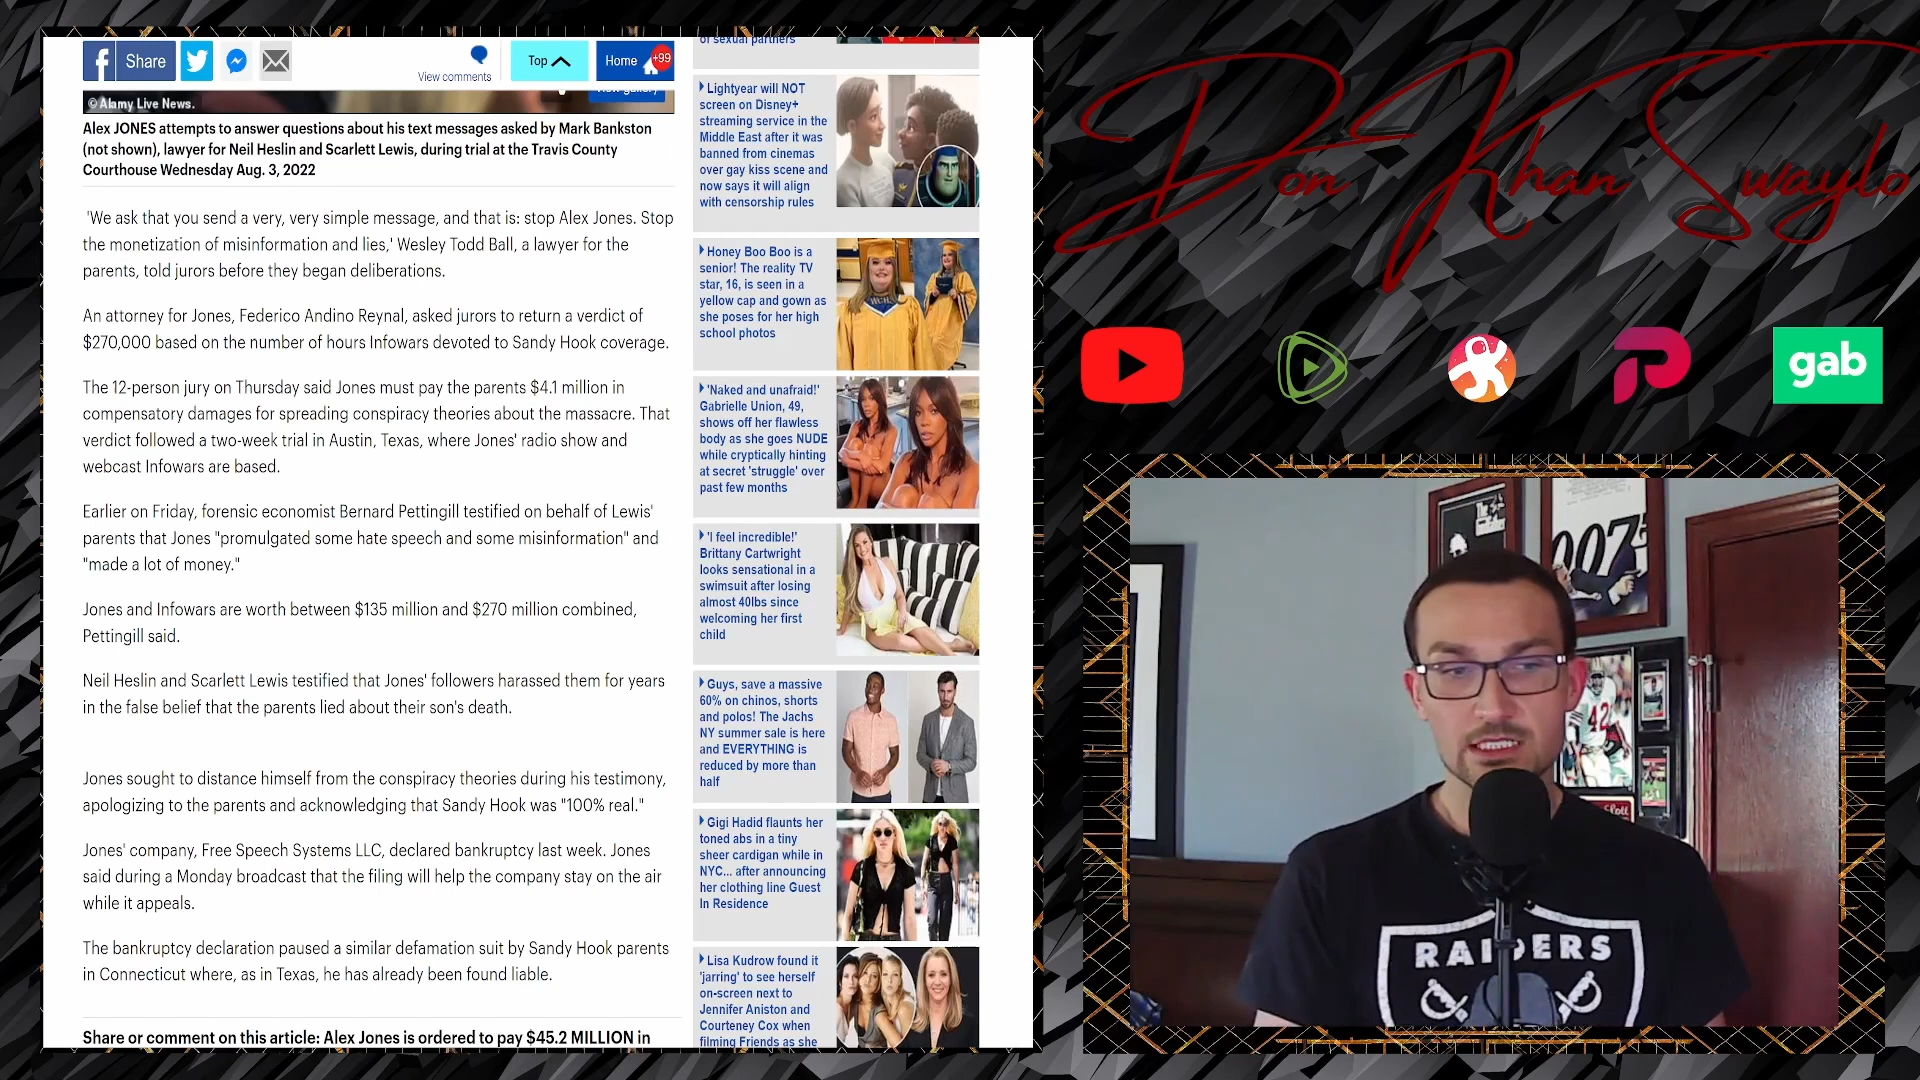 Share
View comments
Top
Home
+99
© Alamy Live News.
Alex JONES attempts to answer questions about his text messages asked by Mark Bankston
(not shown), lawyer for Neil Heslin and Scarlett Lewis, during trial at the Travis County
Courthouse Wednesday Aug. 3, 2022
'We ask that you send a very, very simple message, and that is: stop Alex Jones. Stop
the monetization of misinformation and lies,' Wesley Todd Ball, a lawyer for the
parents, told jurors before they began deliberations.
An attorney for Jones, Federico Andino Reynal, asked jurors to return a verdict of
$270,000 based on the number of hours Infowars devoted to Sandy Hook coverage.
The 12-person jury on Thursday said Jones must pay the parents $4.1 million in
compensatory damages for spreading conspiracy theories about the massacre. That
verdict followed a two-week trial in Austin, Texas, where Jones' radio show and
webcast Infowars are based.
Earlier on Friday, forensic economist Bernard Pettingill testified on behalf of Lewis'
parents that Jones "promulgated some hate speech and some misinformation" and
"made a lot of money."
Jones and Infowars are worth between $135 million and $270 million combined,
Pettingill said.
Neil Heslin and Scarlett Lewis testified that Jones' followers harassed them for years
in the false belief that the parents lied about their son's death.
Jones sought to distance himself from the conspiracy theories during his testimony,
apologizing to the parents and acknowledging that Sandy Hook was "100% real."
Jones' company, Free Speech Systems LLC, declared bankruptcy last week. Jones
said during a Monday broadcast that the filing will help the company stay on the air
while it appeals.
The bankruptcy declaration paused a similar defamation suit by Sandy Hook parents
in Connecticut where, as in Texas, he has already been found liable.
Share or comment on this article: Alex Jones is ordered to pay $45.2 MILLION in
of sexual partners
Lightyear will NOT
screen on Disney+
streaming service in the
Middle East after it was
banned from cinemas
over gay kiss scene and
now says it will align
with censorship rules
Honey Boo Boo is a
senior! The reality TV
star, 16, is seen in a
yellow cap and gown as
she poses for her high
school photos
'Naked and unafraid!'
Gabrielle Union, 49,
shows off her flawless
body as she goes NUDE
while cryptically hinting
at secret 'struggle' over
past few months
'I feel incredible!'
Brittany Cartwright
looks sensational in a
swimsuit after losing
almost 40lbs since
welcoming her first
child
Guys, save a massive
60% on chinos, shorts
and polos! The Jachs
NY summer sale is here
and EVERYTHING is
reduced by more than
half
Gigi Hadid flaunts her
toned abs in a tiny
sheer cardigan while in
NYC... after announcing
her clothing line Guest
In Residence
Lisa Kudrow found it
'jarring' to see herself
on-screen next to
Jennifer Aniston and
Courteney Cox when
filming Friends as she
Don Khan Swaylo
gab
007
42
RAIDERS